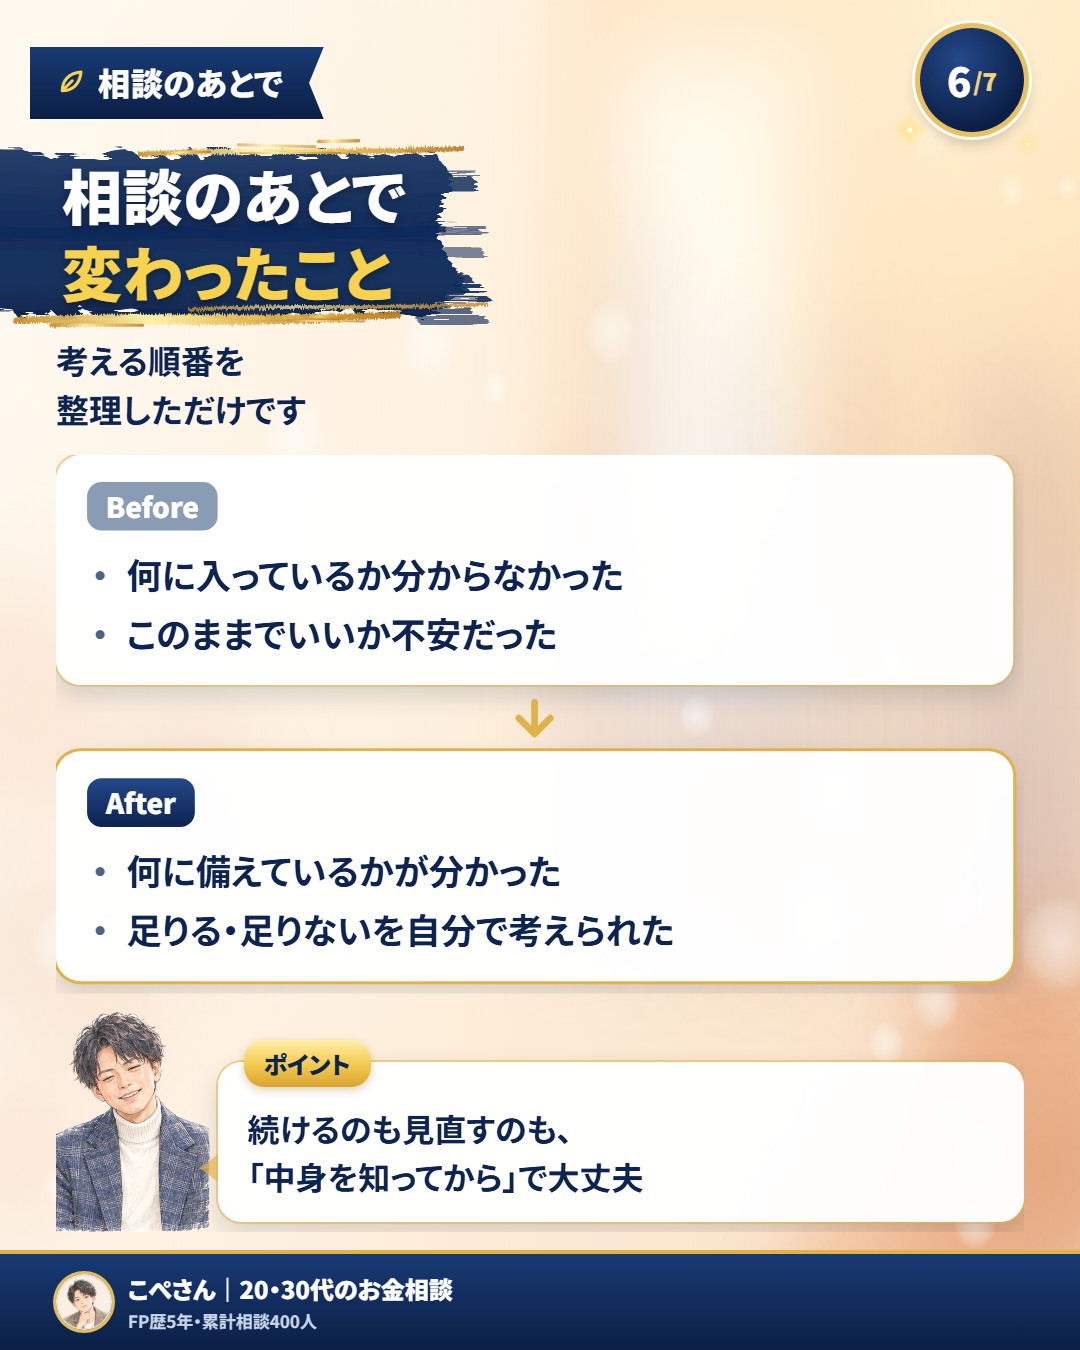 相談のあとで
6/7
相談のあとで
変わったこと
考える順番を
整理しただけです
Before
• 何に入っているか分からなかった
• このままでいいか不安だった
After
• 何に備えているかが分かった
• 足りる・足りないを自分で考えられた
ポイント
続けるのも見直すのも、
「中身を知ってから」で大丈夫
こぺさん｜20・30代のお金相談
FP歴5年・累計相談400人